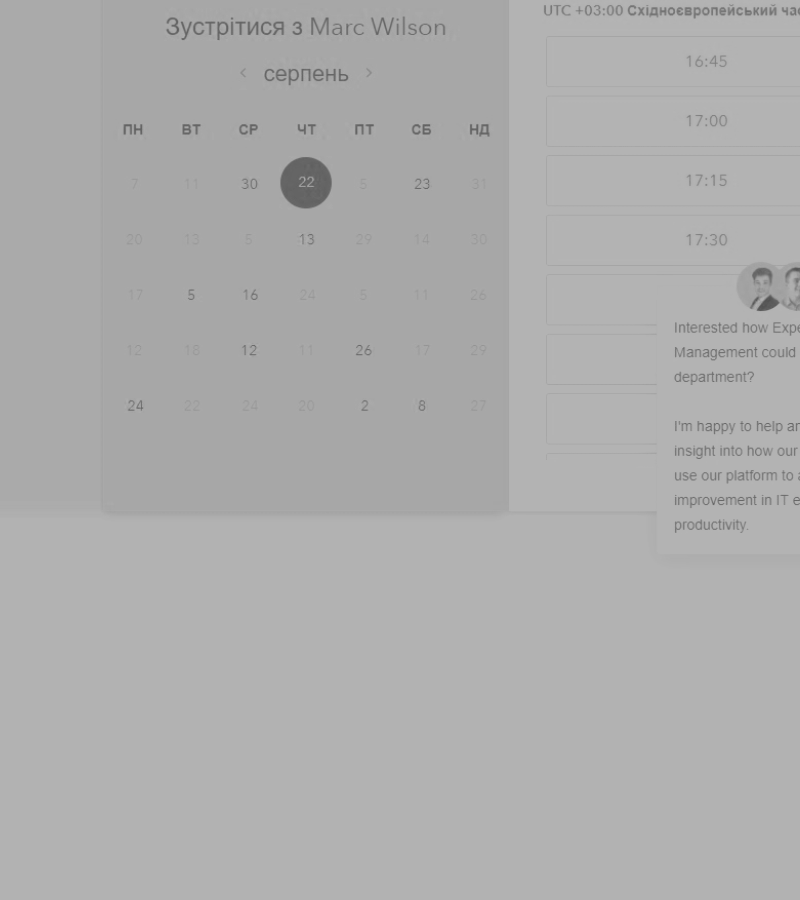 Зустрітися з Marc Wilson
серпень
ПН ВТ СР ЧТ ПТ СБ НД
7 11 30 22 5 23 31
20 13 5 13 29 14 30
17 5 16 24 5 11 26
12 18 12 11 26 17 29
24 22 24 20 2 8 27
UTC +03:00 Східноєвропейський
16:45
17:00
17:15
17:30
Interested how
Management could
department?
I'm happy to help
insight into how our
use our platform to
improvement in IT
productivity.